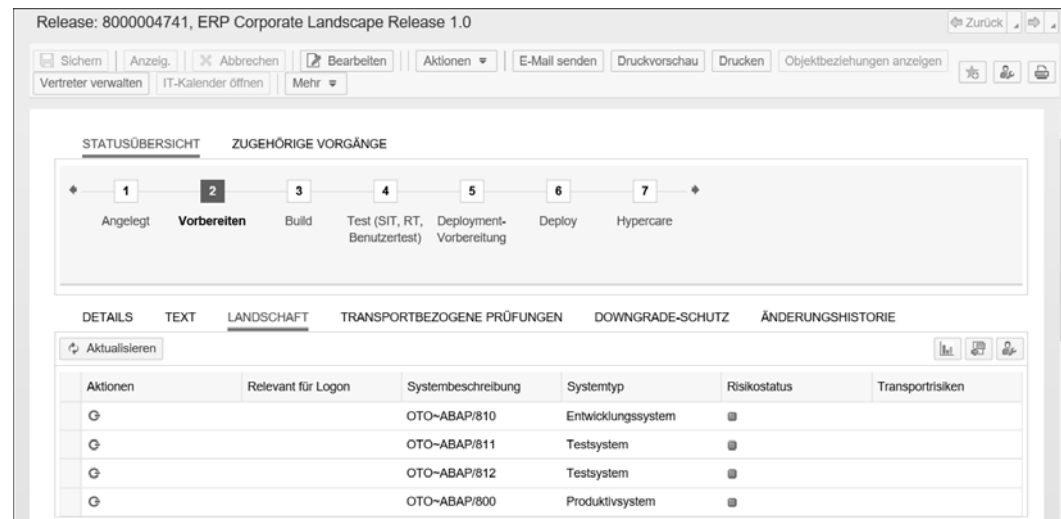 Release: 8000004741, ERP Corporate Landscape Release 1.0 Zurück
Sichern Anzeig. Abbrechen Bearbeiten Aktionen E-Mail senden Druckvorschau Drucken Objektbeziehungen anzeigen
Vertreter verwalten IT-Kalender öffnen Mehr
STATUSÜBERSICHT ZUGEHÖRIGE VORGÄNGE
1 2 3 4 5 6 7
Angelegt Vorbereiten Build Test (SIT, RT, Deployment- Deploy Hypercare
Benutzertest) Vorbereitung
DETAILS TEXT LANDSCHAFT TRANSPORTBEZOGENE PRÜFUNGEN DOWNGRADE-SCHUTZ ÄNDERUNGSHISTORIE
Aktualisieren
Aktionen Relevant für Logon Systembeschreibung Systemtyp Risikostatus Transportrisiken
OTO~ABAP/810 Entwicklungssystem
OTO~ABAP/811 Testsystem
OTO~ABAP/812 Testsystem
OTO~ABAP/800 Produktivsystem